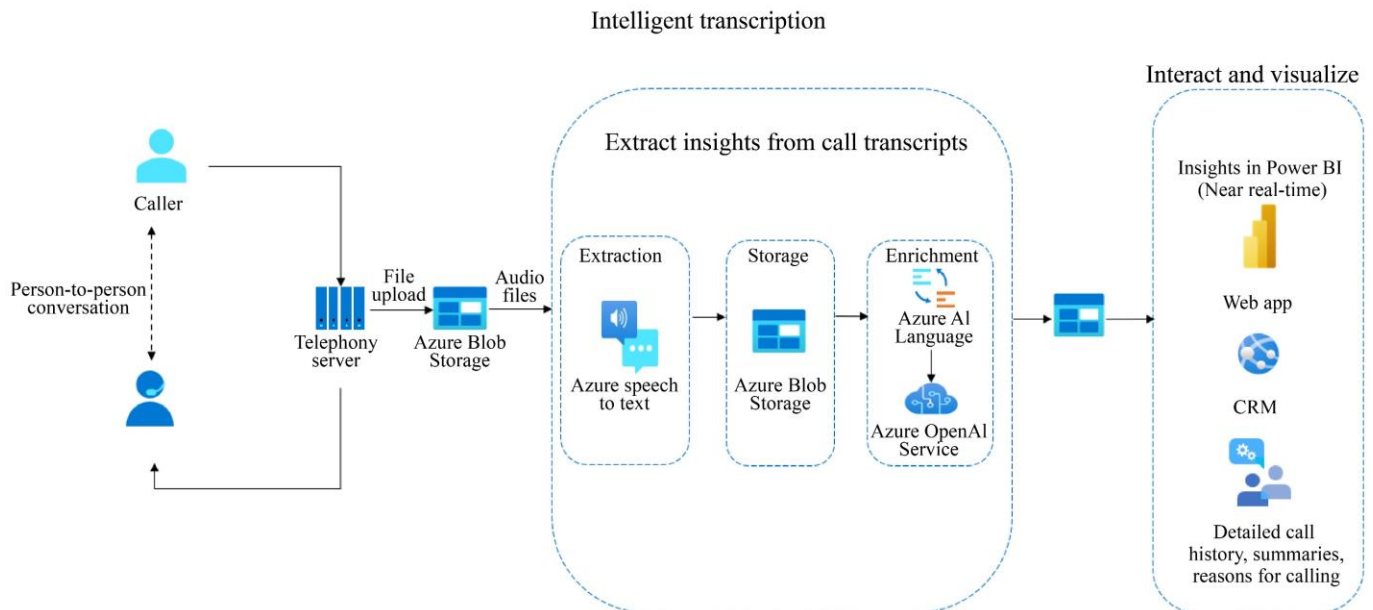 Intelligent transcription
Interact and visualize
Extract insights from call transcripts
Caller
Person-to-person
conversation
Telephony
server
File
upload
Azure Blob
Storage
Audio
files
Extraction
Azure speech
to text
Storage
Azure Blob
Storage
Enrichment
Azure AI
Language
Azure OpenAI
Service
Insights in Power BI
(Near real-time)
Web app
CRM
Detailed call
history, summaries,
reasons for calling